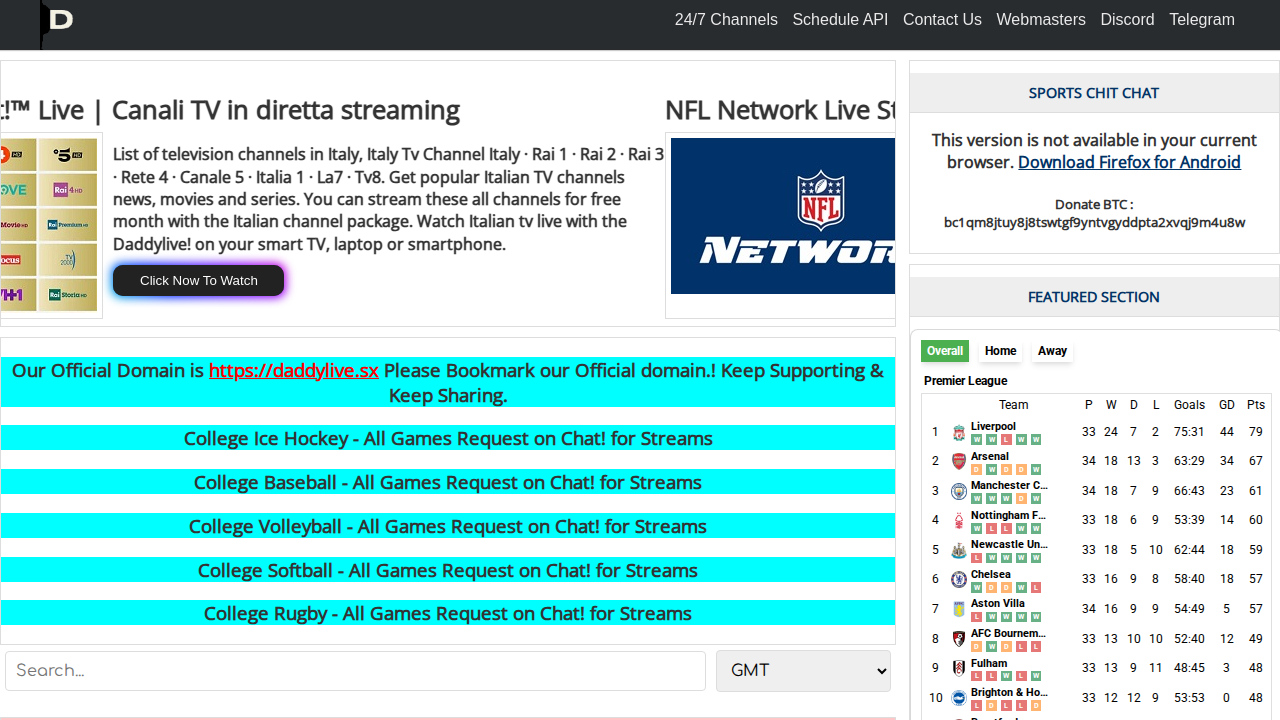 D
24/7 Channels Schedule API Contact Us Webmasters Discord Telegram
t!™ Live | Canali TV in diretta streaming
List of television channels in Italy, Italy Tv Channel Italy · Rai 1 · Rai 2 · Rai 3
· Rete 4 · Canale 5 · Italia 1 · La7 · Tv8. Get popular Italian TV channels
news, movies and series. You can stream these all channels for free
month with the Italian channel package. Watch Italian tv live with the
Daddylive! on your smart TV, laptop or smartphone.
Click Now To Watch
NFL Network Live St
NFL
NETWOR
Our Official Domain is https://daddylive.sx Please Bookmark our Official domain.! Keep Supporting &
Keep Sharing.
College Ice Hockey - All Games Request on Chat! for Streams
College Baseball - All Games Request on Chat! for Streams
College Volleyball - All Games Request on Chat! for Streams
College Softball - All Games Request on Chat! for Streams
College Rugby - All Games Request on Chat! for Streams
Search...
GMT
SPORTS CHIT CHAT
This version is not available in your current
browser. Download Firefox for Android
Donate BTC :
bc1qm8jtuy8j8tswtgf9yntvgyddpta2xvqj9m4u8w
FEATURED SECTION
Overall Home Away
Premier League
Team P W D L Goals GD Pts
1 Liverpool 33 24 7 2 75:31 44 79
W W L W W
2 Arsenal 34 18 13 3 63:29 34 67
D W D D W
3 Manchester C... 34 18 7 9 66:43 23 61
W W W D W
4 Nottingham F... 33 18 6 9 53:39 14 60
W L L W W
5 Newcastle Un... 33 18 5 10 62:44 18 59
L W W W W
6 Chelsea 33 16 9 8 58:40 18 57
W D D W L
7 Aston Villa 34 16 9 9 54:49 5 57
L W W W W
8 AFC Bournem... 33 13 10 10 52:40 12 49
D W D L L
9 Fulham 33 13 9 11 48:45 3 48
L L W L W
10 Brighton & Ho... 33 12 12 9 53:53 0 48
L D L L D